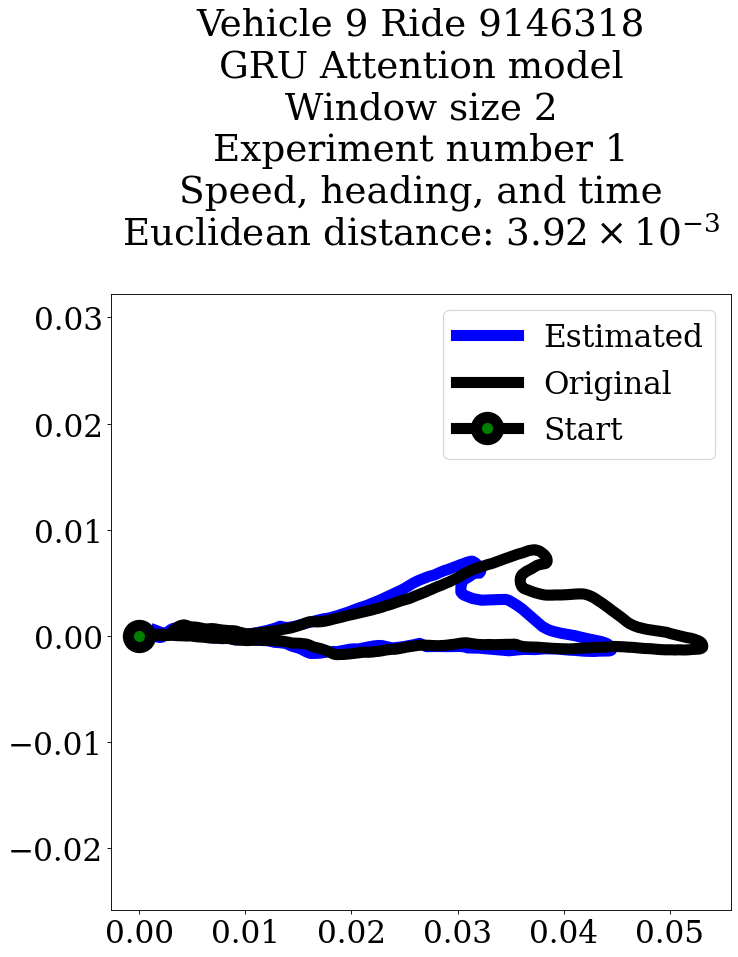 Vehicle 9 Ride 9146318
GRU Attention model
Window size 2
Experiment number 1
Speed, heading, and time
Euclidean distance: 3.92 × 10⁻³
Estimated
Original
Start
0.03
0.02
0.01
0.00
−0.01
−0.02
0.00 0.01 0.02 0.03 0.04 0.05